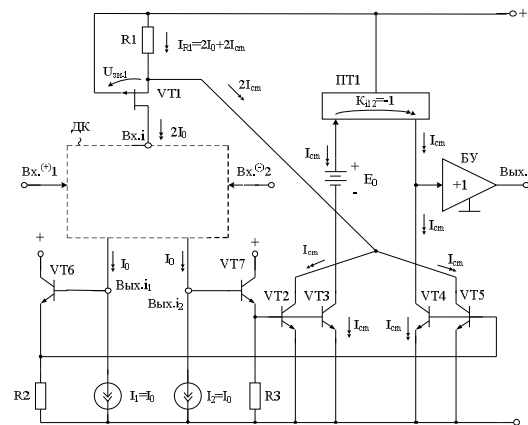 +
R1
I_R1=2I_0+2I_cm
U_зи.1
VT1
2I_cm
ПТ1
K_i12=-1
ДК
Вх.i
2I_0
I_cm
I_cm
БУ
Вх.(+)1
Вх.(-)2
+
E_0
-
+1
Вых.
I_cm
+
I_0
I_0
+
I_cm
I_cm
VT6
Вых.i_1
Вых.i_2
VT7
VT2
VT3
VT4
VT5
I_cm
I_cm
R2
I_1=I_0
I_2=I_0
R3
-